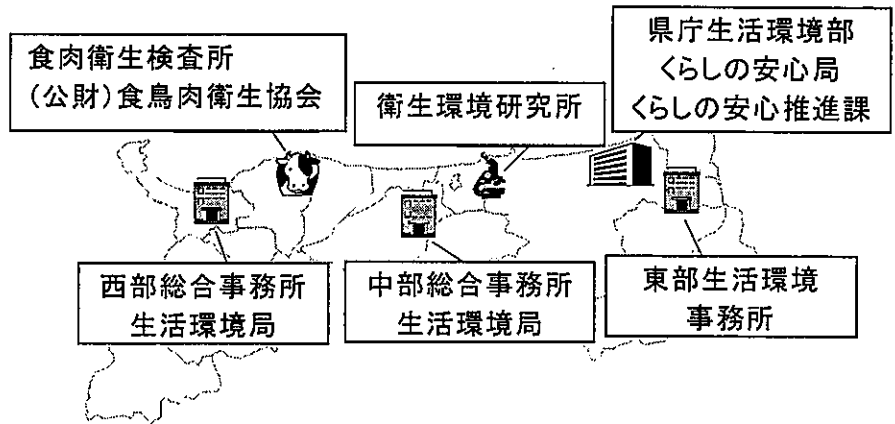 食肉衛生検査所
(公財)食鳥肉衛生協会
衛生環境研究所
県庁生活環境部
くらしの安心局
くらしの安心推進課
西部総合事務所
生活環境局
中部総合事務所
生活環境局
東部生活環境
事務所